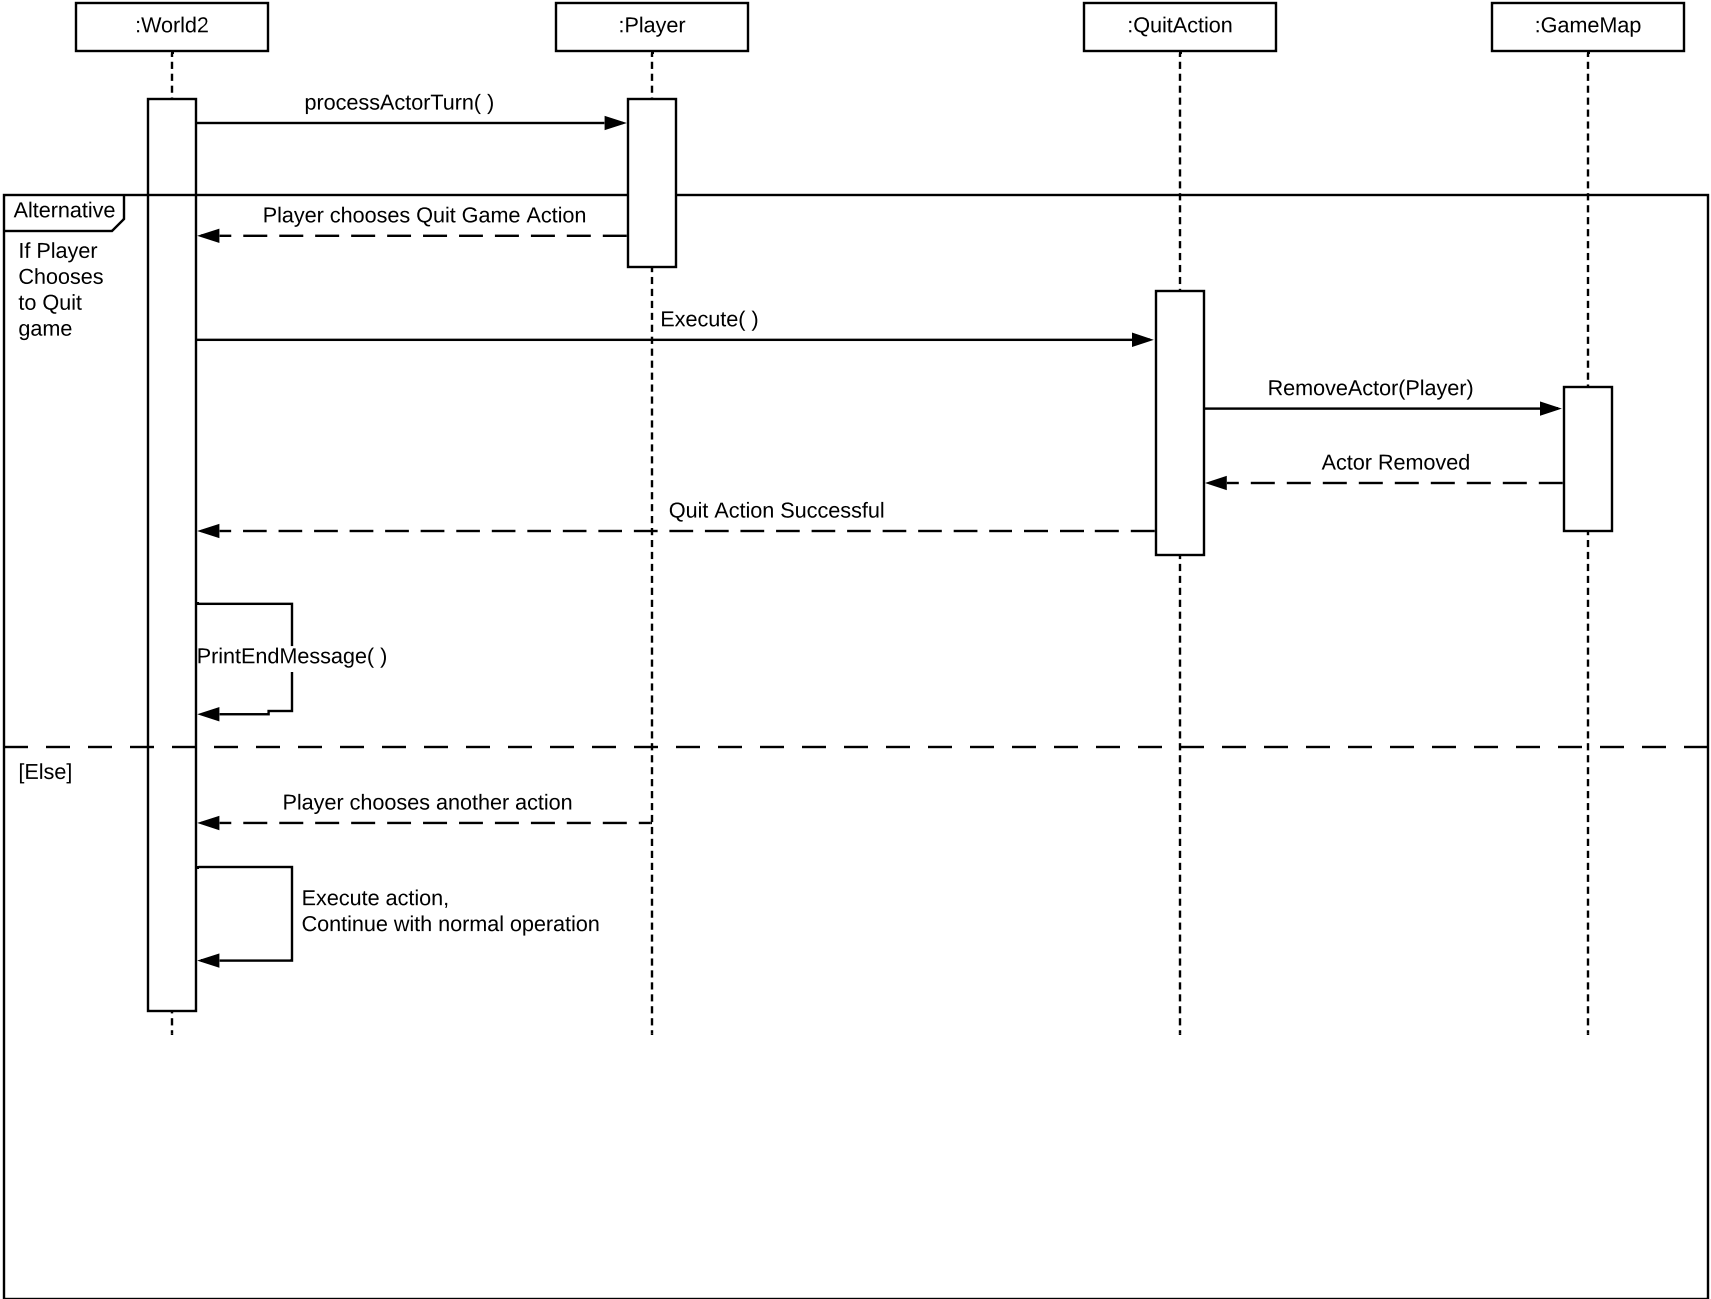 :World2
:Player
:QuitAction
:GameMap
processActorTurn( )
Alternative
Player chooses Quit Game Action
If Player
Chooses
to Quit
game
Execute( )
RemoveActor(Player)
Actor Removed
Quit Action Successful
PrintEndMessage( )
[Else]
Player chooses another action
Execute action,
Continue with normal operation